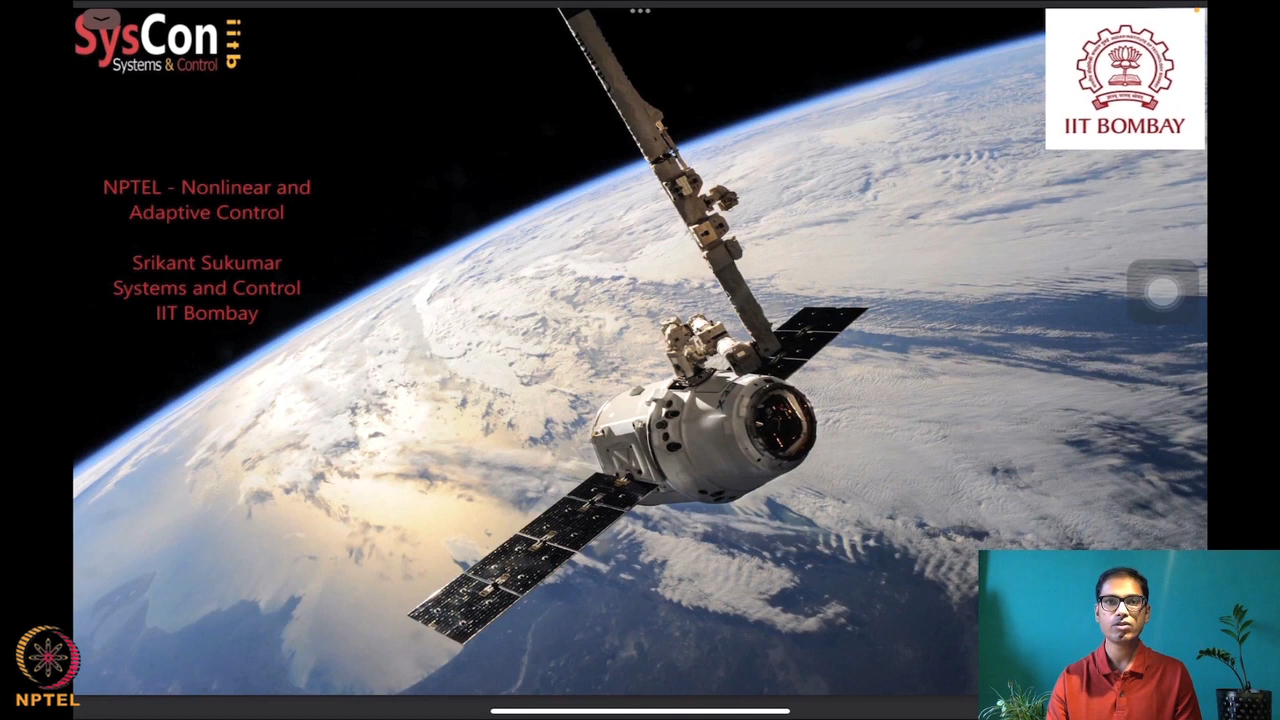 SysCon
iitb
Systems & Control
IIT BOMBAY
NPTEL - Nonlinear and
Adaptive Control
Srikant Sukumar
Systems and Control
IIT Bombay
NPTEL